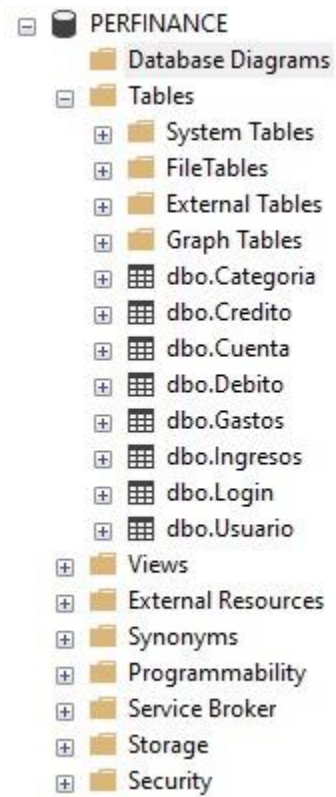 PERFINANCE
Database Diagrams
Tables
System Tables
FileTables
External Tables
Graph Tables
dbo.Categoria
dbo.Credito
dbo.Cuenta
dbo.Debito
dbo.Gastos
dbo.Ingresos
dbo.Login
dbo.Usuario
Views
External Resources
Synonyms
Programmability
Service Broker
Storage
Security